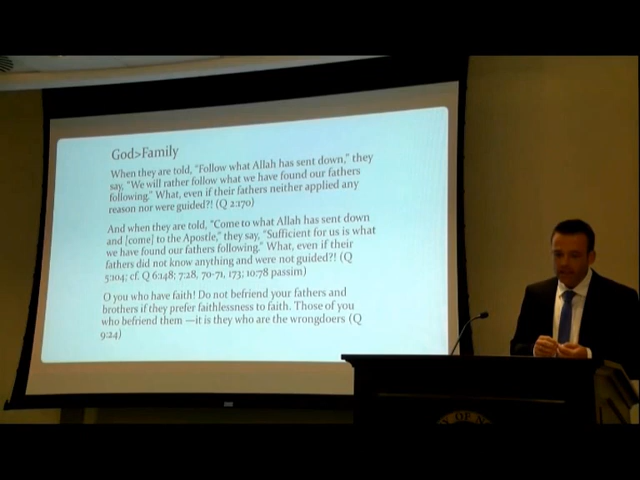 God>Family
When they are told, "Follow what Allah has sent down," they
say, "We will rather follow what we have found our fathers
following." What, even if their fathers neither applied any
reason nor were guided?! (Q 2:170)
And when they are told, "Come to what Allah has sent down
and [come] to the Apostle," they say, "Sufficient for us is what
we have found our fathers following." What, even if their
fathers did not know anything and were not guided?! (Q
5:104; cf. Q 6:148; 7:28, 70-71, 173; 10:78 passim)
O you who have faith! Do not befriend your fathers and
brothers if they prefer faithlessness to faith. Those of you
who befriend them —it is they who are the wrongdoers (Q
9:24)